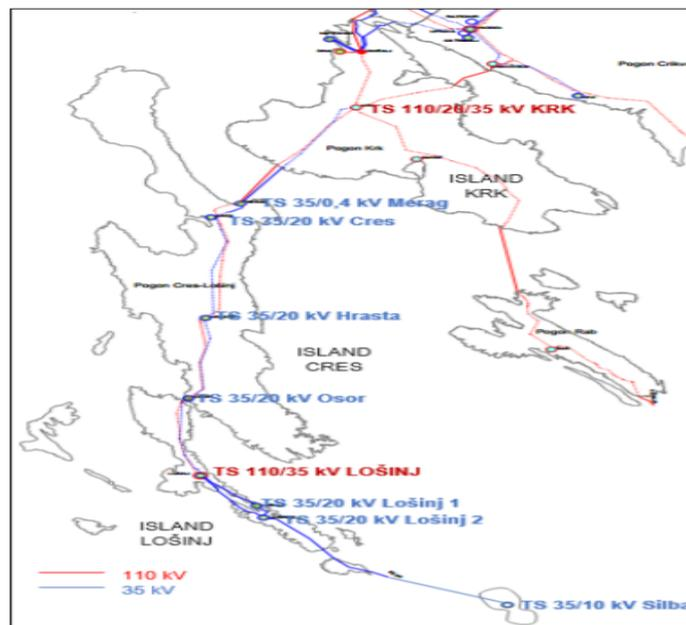 Pogon Crikv
TS 110/20/35 kV KRK
Pogon Krk
ISLAND
KRK
TS 35/0,4 kV Merag
TS 35/20 kV Cres
Pogon Cres-Lošinj
TS 35/20 kV Hrasta
Pogon Rab
ISLAND
CRES
TS 35/20 kV Osor
TS 110/35 kV LOŠINJ
TS 35/20 kV Lošinj 1
TS 35/20 kV Lošinj 2
ISLAND
LOŠINJ
110 kV
35 kV
TS 35/10 kV Silba